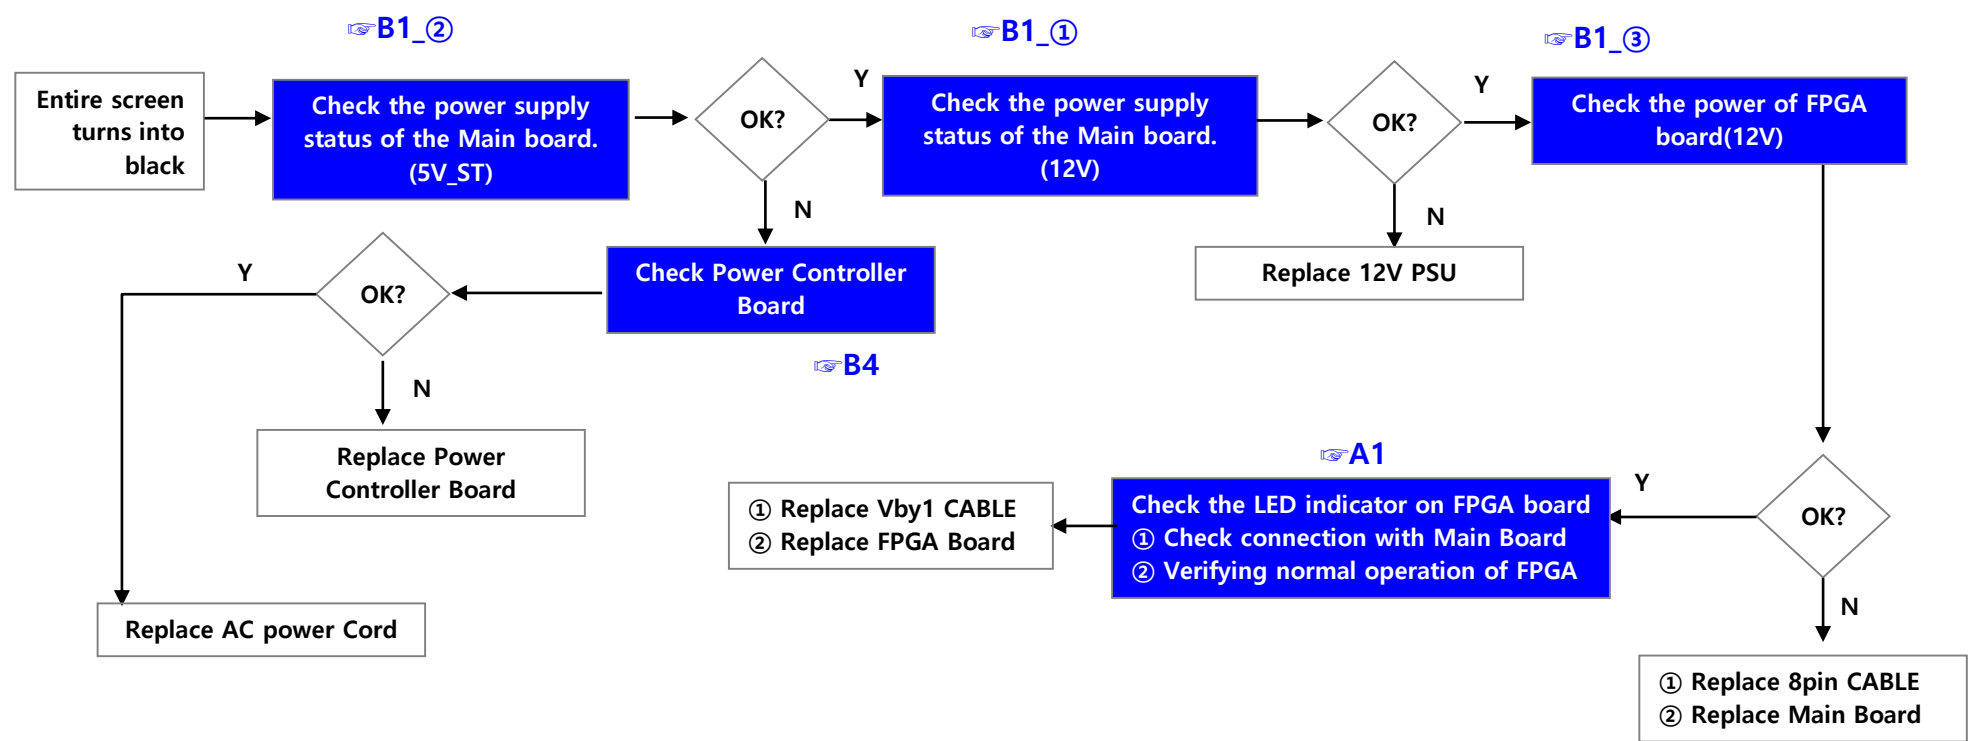 ☞B1_②
☞B1_①
☞B1_③
Entire screen
turns into
black
Check the power supply
status of the Main board.
(5V_ST)
OK?
Y
N
Check the power supply
status of the Main board.
(12V)
OK?
Y
N
Check the power of FPGA
board(12V)
Replace 12V PSU
Check Power Controller
Board
☞B4
OK?
Y
N
Replace Power
Controller Board
Replace AC power Cord
OK?
Y
N
☞A1
Check the LED indicator on FPGA board
① Check connection with Main Board
② Verifying normal operation of FPGA
① Replace Vby1 CABLE
② Replace FPGA Board
① Replace 8pin CABLE
② Replace Main Board